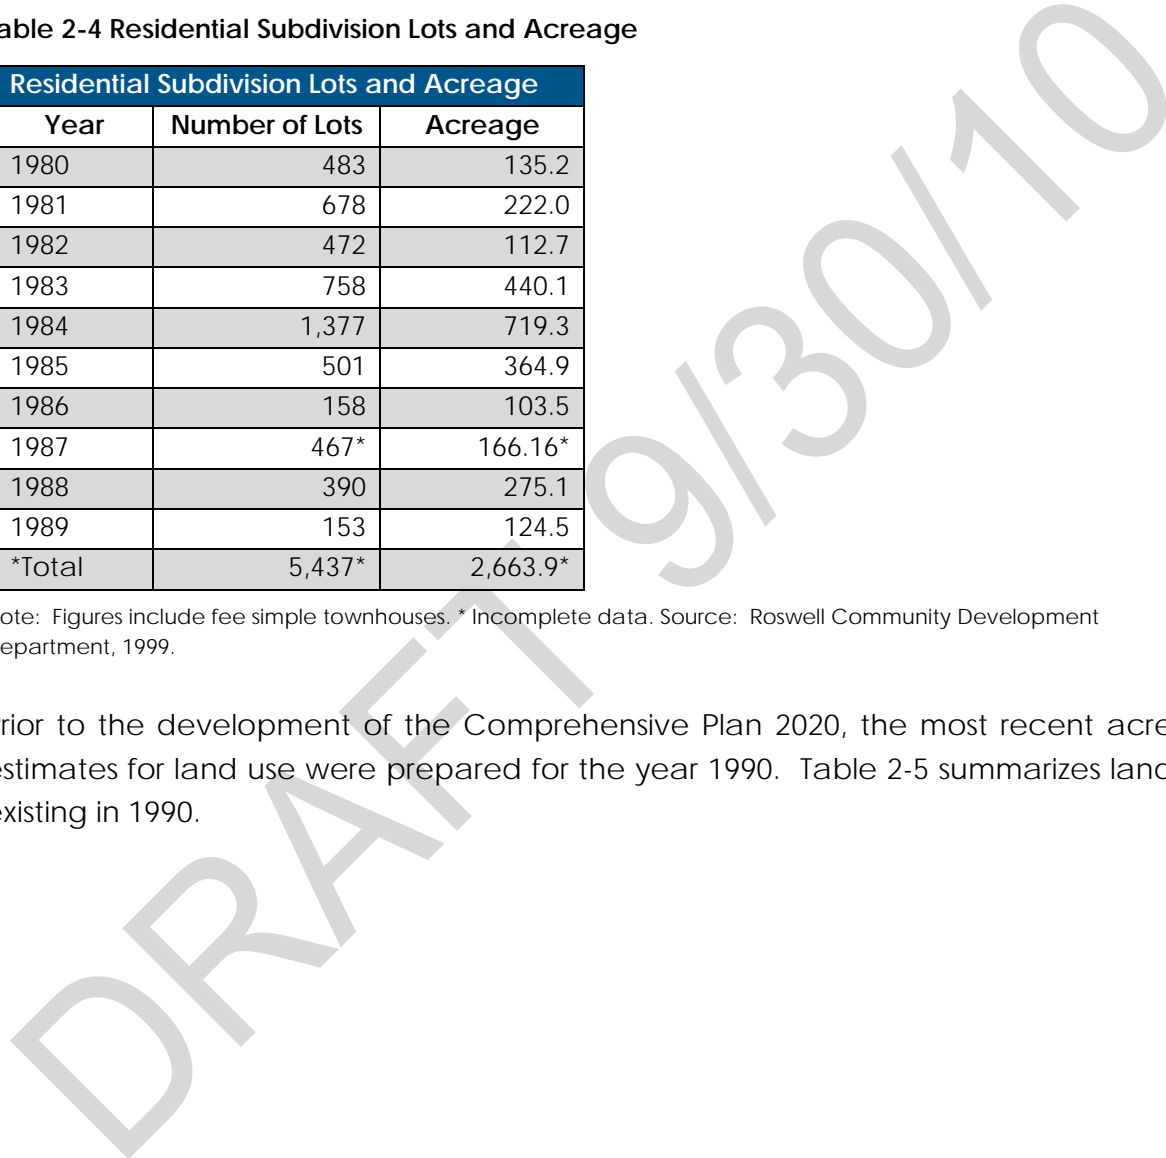 able 2-4 Residential Subdivision Lots and Acreage
Residential Subdivision Lots and Acreage
Year Number of Lots Acreage
1980 483 135.2
1981 678 222.0
1982 472 112.7
1983 758 440.1
1984 1,377 719.3
1985 501 364.9
1986 158 103.5
1987 467* 166.16*
1988 390 275.1
1989 153 124.5
*Total 5,437* 2,663.9*
ote: Figures include fee simple townhouses. * Incomplete data. Source: Roswell Community Development
epartment, 1999.
rior to the development of the Comprehensive Plan 2020, the most recent acre
estimates for land use were prepared for the year 1990. Table 2-5 summarizes land
existing in 1990.
DRAFT 9/30/10